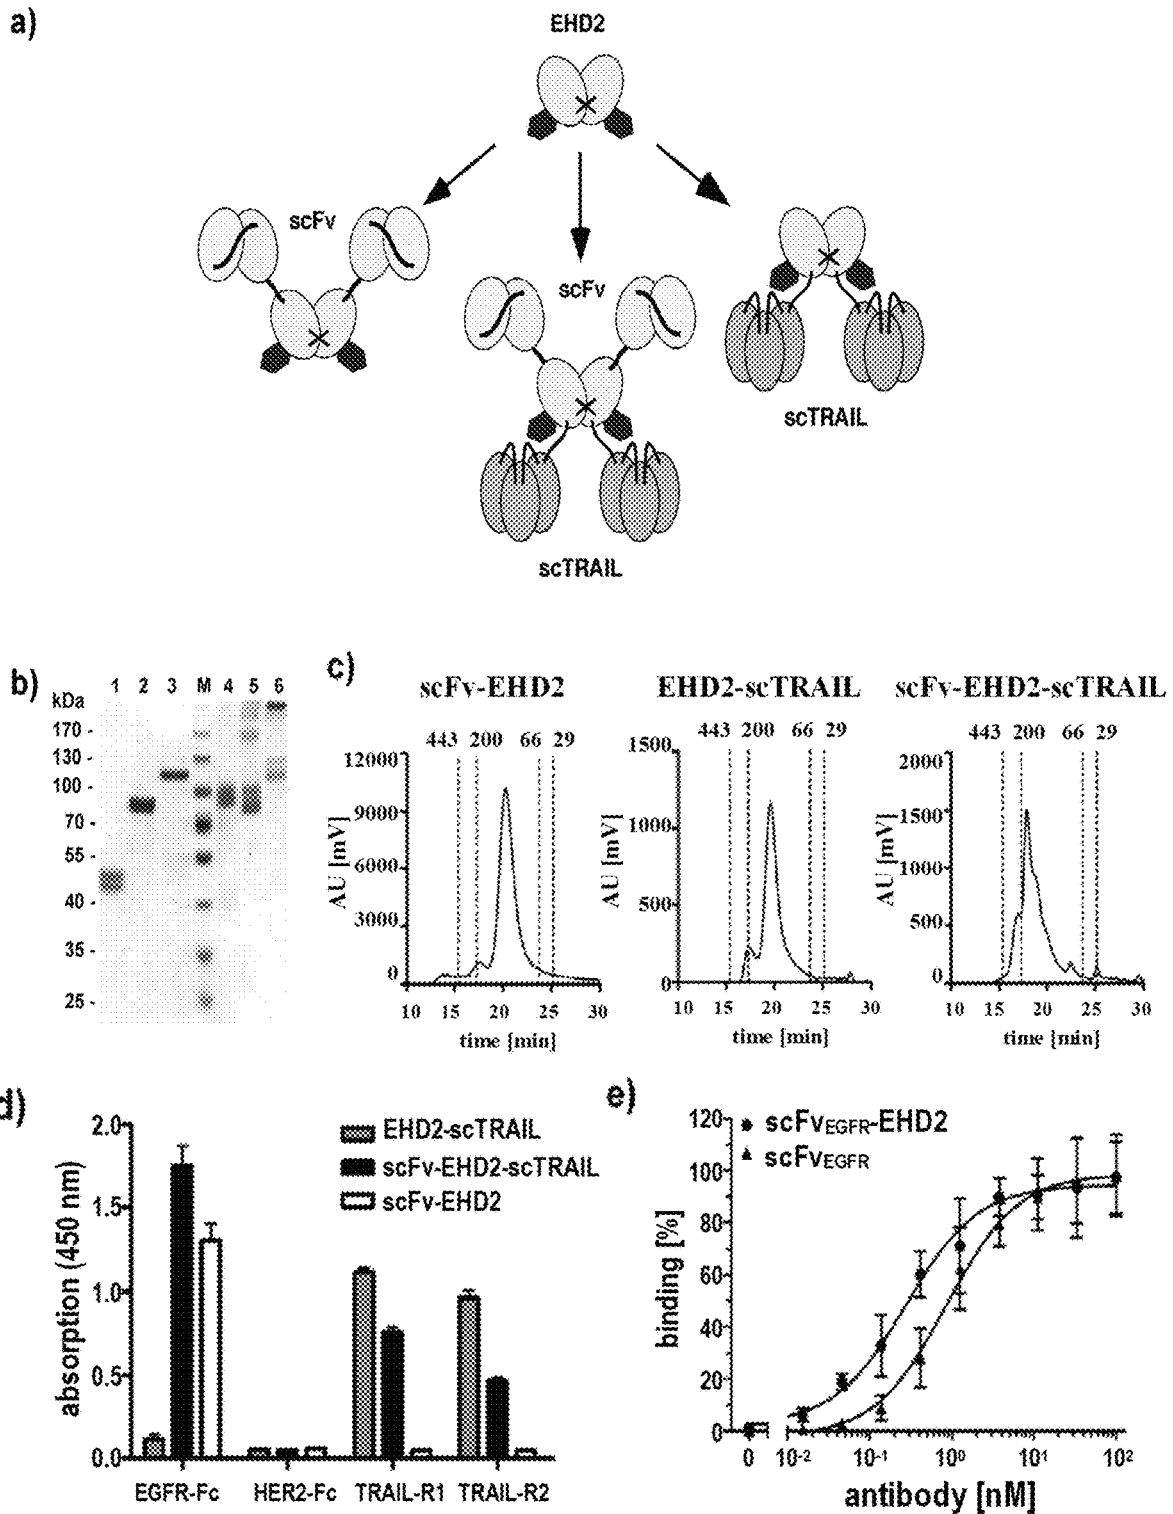 a)
EHD2
scFv
scFv
scTRAIL
scTRAIL
b)
kDa
1 2 3 M 4 5 6
170 -
130 -
100 -
70 -
55 -
40 -
35 -
25 -
c)
scFv-EHD2
443 200 66 29
12000
9000
6000
3000
0
AU [mV]
10 15 20 25 30
time [min]
EHD2-scTRAIL
443 200 66 29
1500
1000
500
0
AU [mV]
10 15 20 25 30
time [min]
scFv-EHD2-scTRAIL
443 200 66 29
2000
1500
1000
500
0
AU [mV]
10 15 20 25 30
time [min]
d)
2.0
1.5
1.0
0.5
0.0
absorption (450 nm)
EHD2-scTRAIL
scFv-EHD2-scTRAIL
scFv-EHD2
EGFR-Fc HER2-Fc TRAIL-R1 TRAIL-R2
e)
120
100
80
60
40
20
0
binding [%]
scFvEGFR-EHD2
scFvEGFR
0 10-2 10-1 100 101 102
antibody [nM]